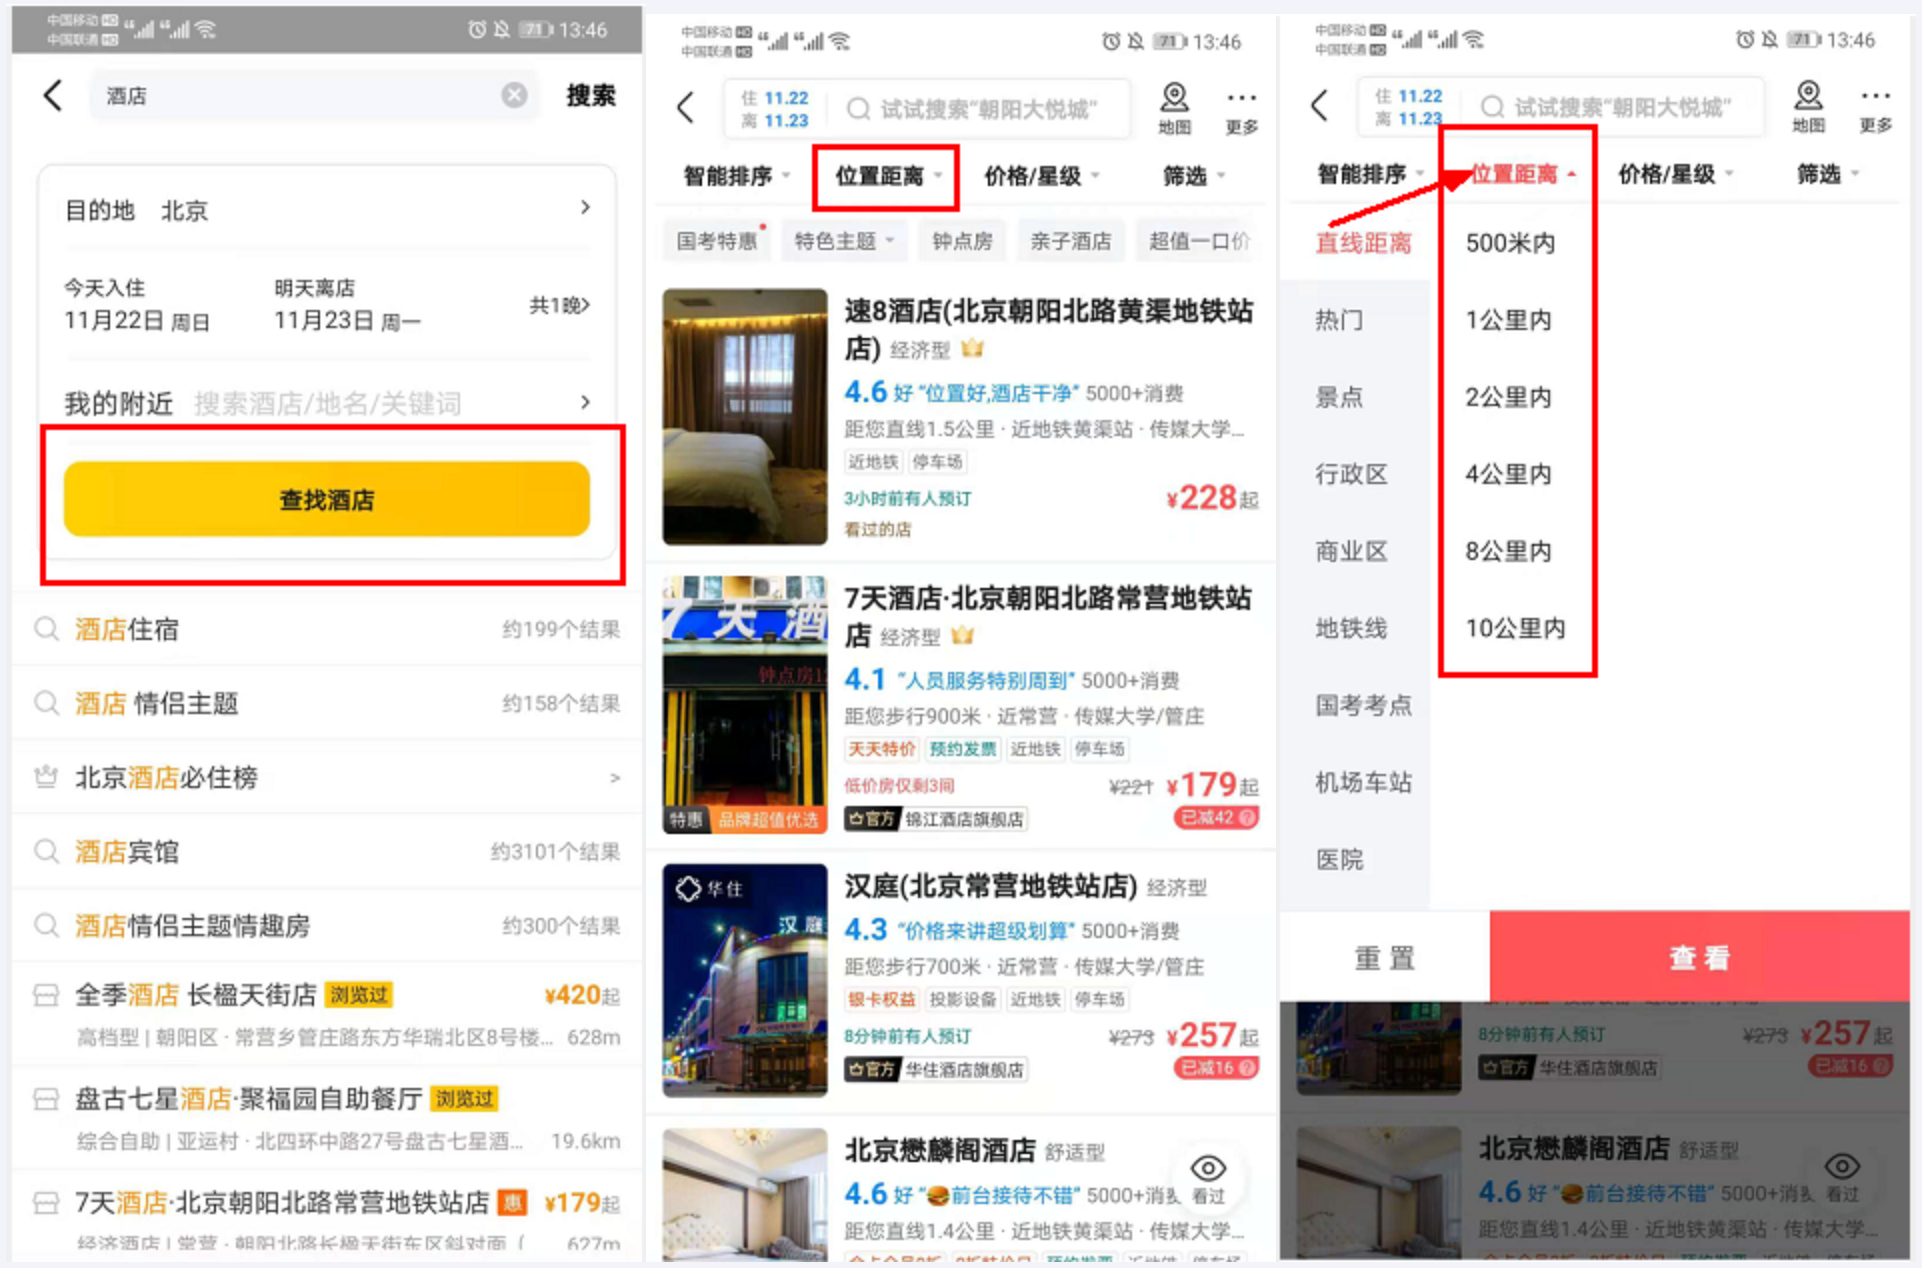 中国移动 HD
中国联通 HD
71 13:46
酒店
搜索
目的地 北京
今天入住
明天离店
11月22日 周日
11月23日 周一
共1晚
我的附近 搜索酒店/地名/关键词
查找酒店
酒店住宿 约199个结果
酒店 情侣主题 约158个结果
北京酒店必住榜
酒店宾馆 约3101个结果
酒店情侣主题情趣房 约300个结果
全季酒店 长楹天街店 浏览过 ¥420起
高档型 | 朝阳区 · 常营乡管庄路东方华瑞北区8号楼... 628m
盘古七星酒店·聚福园自助餐厅 浏览过
综合自助 | 亚运村 · 北四环中路27号盘古七星酒... 19.6km
7天酒店·北京朝阳北路常营地铁站店 惠 ¥179起
经济酒店 | 常营 · 朝阳北路长楹天街东区斜对面 ( 627m
中国移动 HD
中国联通 HD
71 13:46
住 11.22
离 11.23
试试搜索“朝阳大悦城”
地图
更多
智能排序 位置距离 价格/星级 筛选
国考特惠 特色主题 钟点房 亲子酒店 超值一口价
速8酒店(北京朝阳北路黄渠地铁站
店) 经济型
4.6 好 “位置好,酒店干净” 5000+消费
距您直线1.5公里 · 近地铁黄渠站 · 传媒大学...
近地铁 停车场
3小时前有人预订
¥228起
看过的店
7天酒
钟点房
特惠 品牌超值优选
7天酒店·北京朝阳北路常营地铁站
店 经济型
4.1 “人员服务特别周到” 5000+消费
距您步行900米 · 近常营 · 传媒大学/管庄
天天特价 预约发票 近地铁 停车场
低价房仅剩3间
¥221 ¥179起
官方 锦江酒店旗舰店
已减42
华住
汉庭
汉庭(北京常营地铁站店) 经济型
4.3 “价格来讲超级划算” 5000+消费
距您步行700米 · 近常营 · 传媒大学/管庄
银卡权益 投影设备 近地铁 停车场
8分钟前有人预订
¥273 ¥257起
官方 华住酒店旗舰店
已减16
北京懋麟阁酒店 舒适型
4.6 好 “🍔前台接待不错” 5000+消
看过
距您直线1.4公里 · 近地铁黄渠站 · 传媒大学...
中国移动 HD
中国联通 HD
71 13:46
住 11.22
离 11.23
试试搜索“朝阳大悦城”
地图
更多
智能排序 位置距离 价格/星级 筛选
直线距离
热门
景点
行政区
商业区
地铁线
国考考点
机场车站
医院
500米内
1公里内
2公里内
4公里内
8公里内
10公里内
重置
查看
8分钟前有人预订
¥273 ¥257起
官方 华住酒店旗舰店
已减16
北京懋麟阁酒店 舒适型
4.6 好 “🍔前台接待不错” 5000+消
看过
距您直线1.4公里 · 近地铁黄渠站 · 传媒大学...